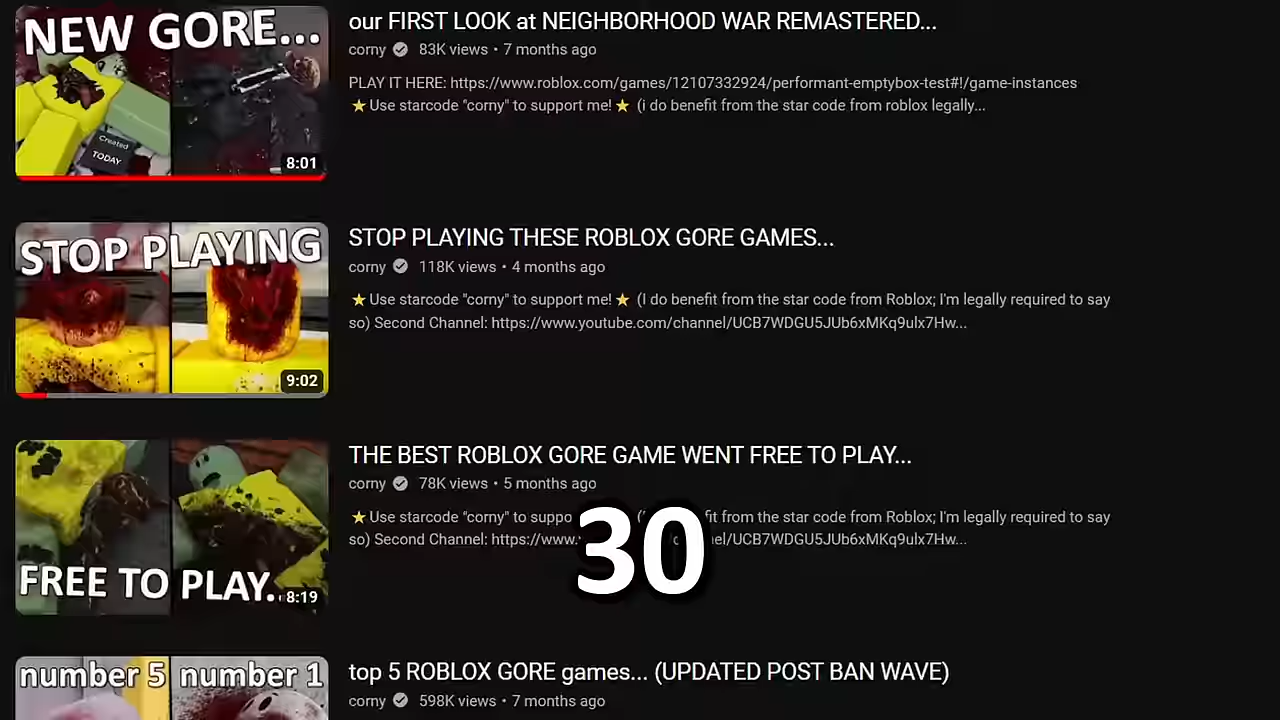 NEW GORE...
Created
TODAY
8:01
our FIRST LOOK at NEIGHBORHOOD WAR REMASTERED...
corny 83K views • 7 months ago
PLAY IT HERE: https://www.roblox.com/games/12107332924/performant-emptybox-test#!/game-instances
⭐Use starcode "corny" to support me!⭐ (i do benefit from the star code from roblox legally...
STOP PLAYING
9:02
STOP PLAYING THESE ROBLOX GORE GAMES...
corny 118K views • 4 months ago
⭐Use starcode "corny" to support me!⭐ (I do benefit from the star code from Roblox; I'm legally required to say
so) Second Channel: https://www.youtube.com/channel/UCB7WDGU5JUb6xMKq9ulx7Hw...
FREE TO PLAY..
8:19
THE BEST ROBLOX GORE GAME WENT FREE TO PLAY...
corny 78K views • 5 months ago
⭐Use starcode "corny" to suppo fit from the star code from Roblox; I'm legally required to say
so) Second Channel: https://www. el/UCB7WDGU5JUb6xMKq9ulx7Hw...
30
number 5 number 1
top 5 ROBLOX GORE games... (UPDATED POST BAN WAVE)
corny 598K views • 7 months ago